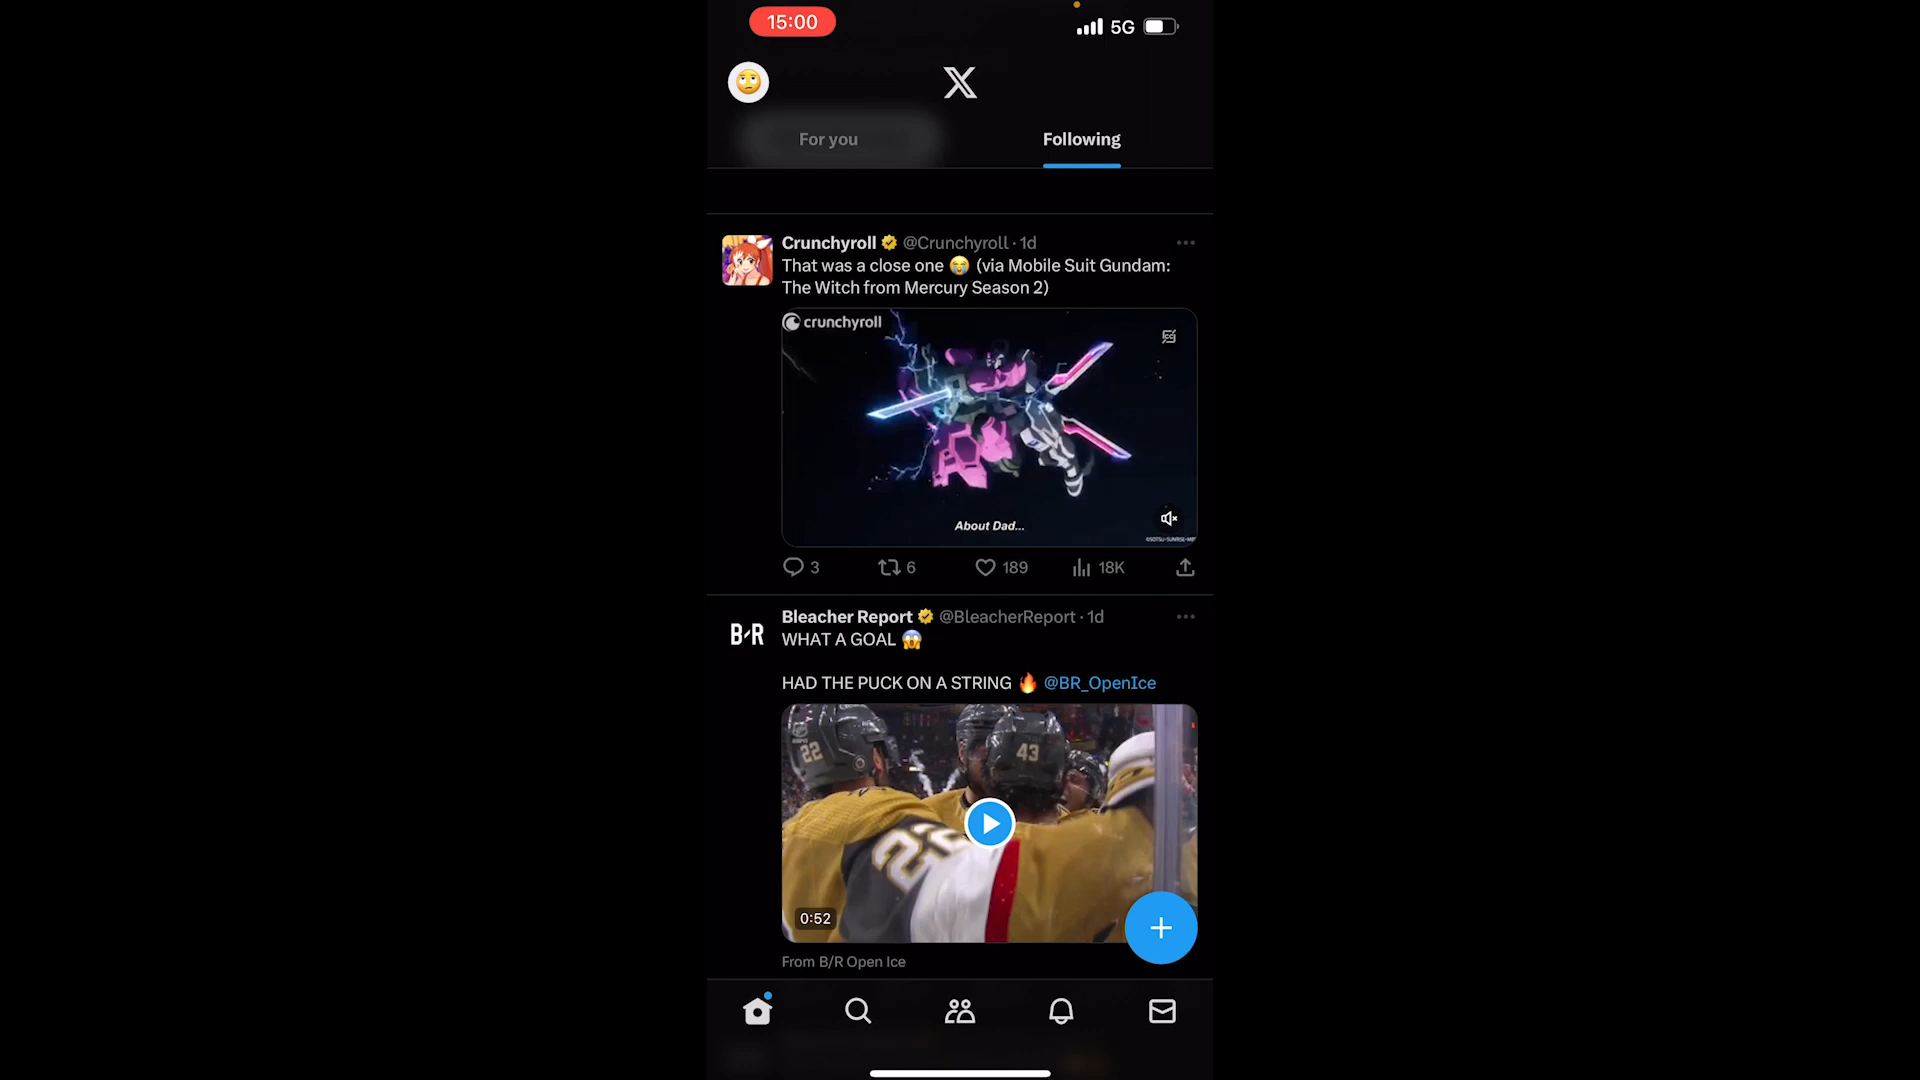 15:00
5G
For you
Following
Crunchyroll @Crunchyroll · 1d
That was a close one 😭 (via Mobile Suit Gundam:
The Witch from Mercury Season 2)
crunchyroll
About Dad...
3
6
189
18K
B/R
Bleacher Report @BleacherReport · 1d
WHAT A GOAL 😱
HAD THE PUCK ON A STRING 🔥 @BR_OpenIce
22
43
0:52
From B/R Open Ice